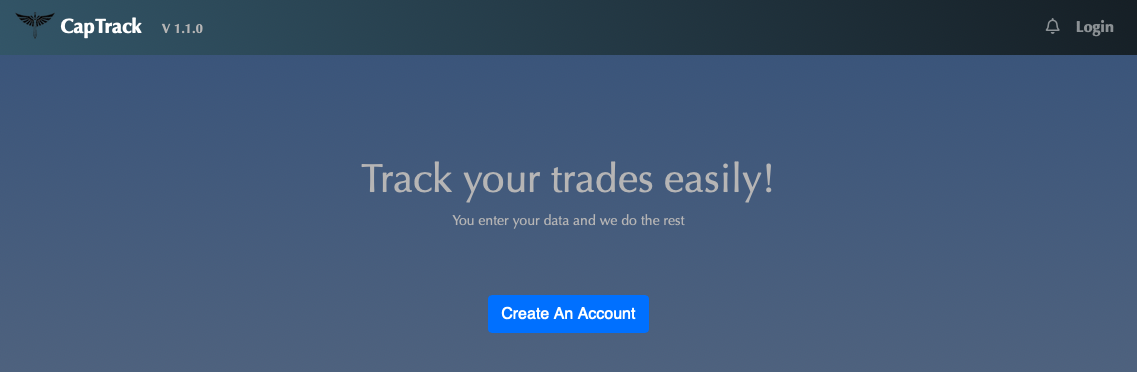 CapTrack V 1.1.0 Login
Track your trades easily!
You enter your data and we do the rest
Create An Account